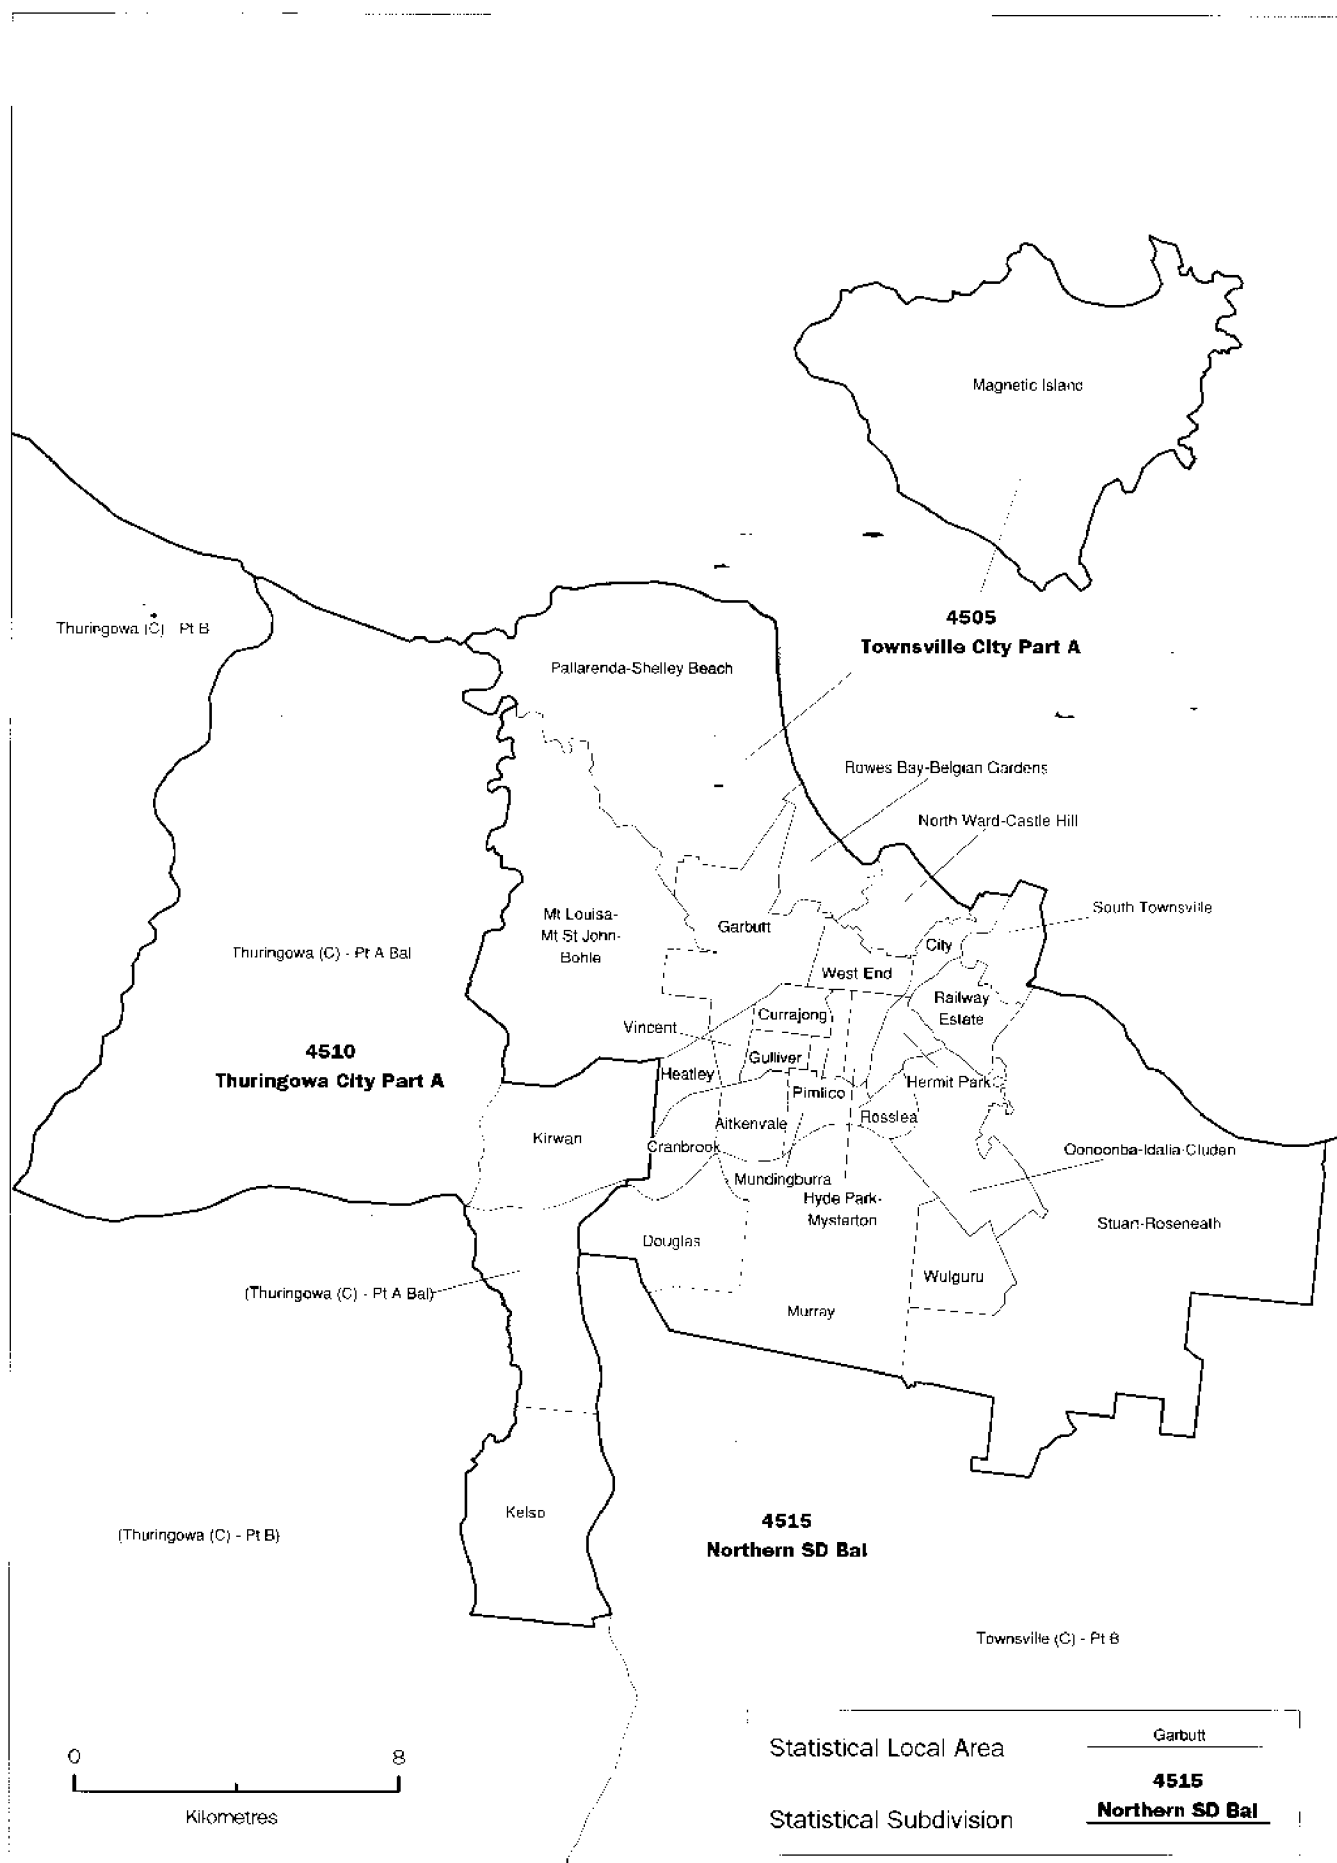 Magnetic Island
4505
Townsville City Part A
Thuringowa (C) Pt B
Pallarenda-Shelley Beach
Rowes Bay-Belgian Gardens
North Ward-Castle Hill
South Townsville
Mt Louisa-
Mt St John-
Bohle
Garbutt
City
Thuringowa (C) - Pt A Bal
West End
Railway
Estate
Currajong
Vincent
4510
Thuringowa City Part A
Gulliver
Heatley
Hermit Park
Pimlico
Rosslea
Aitkenvale
Kirwan
Cranbrook
Oonoonba-Idalia-Cluden
Mundingburra
Hyde Park-
Mysterton
Stuart-Roseneath
Douglas
Wulguru
(Thuringowa (C) - Pt A Bal)
Murray
Kelso
4515
Northern SD Bal
(Thuringowa (C) - Pt B)
Townsville (C) - Pt B
0 8
Kilometres
Statistical Local Area
Garbutt
4515
Northern SD Bal
Statistical Subdivision